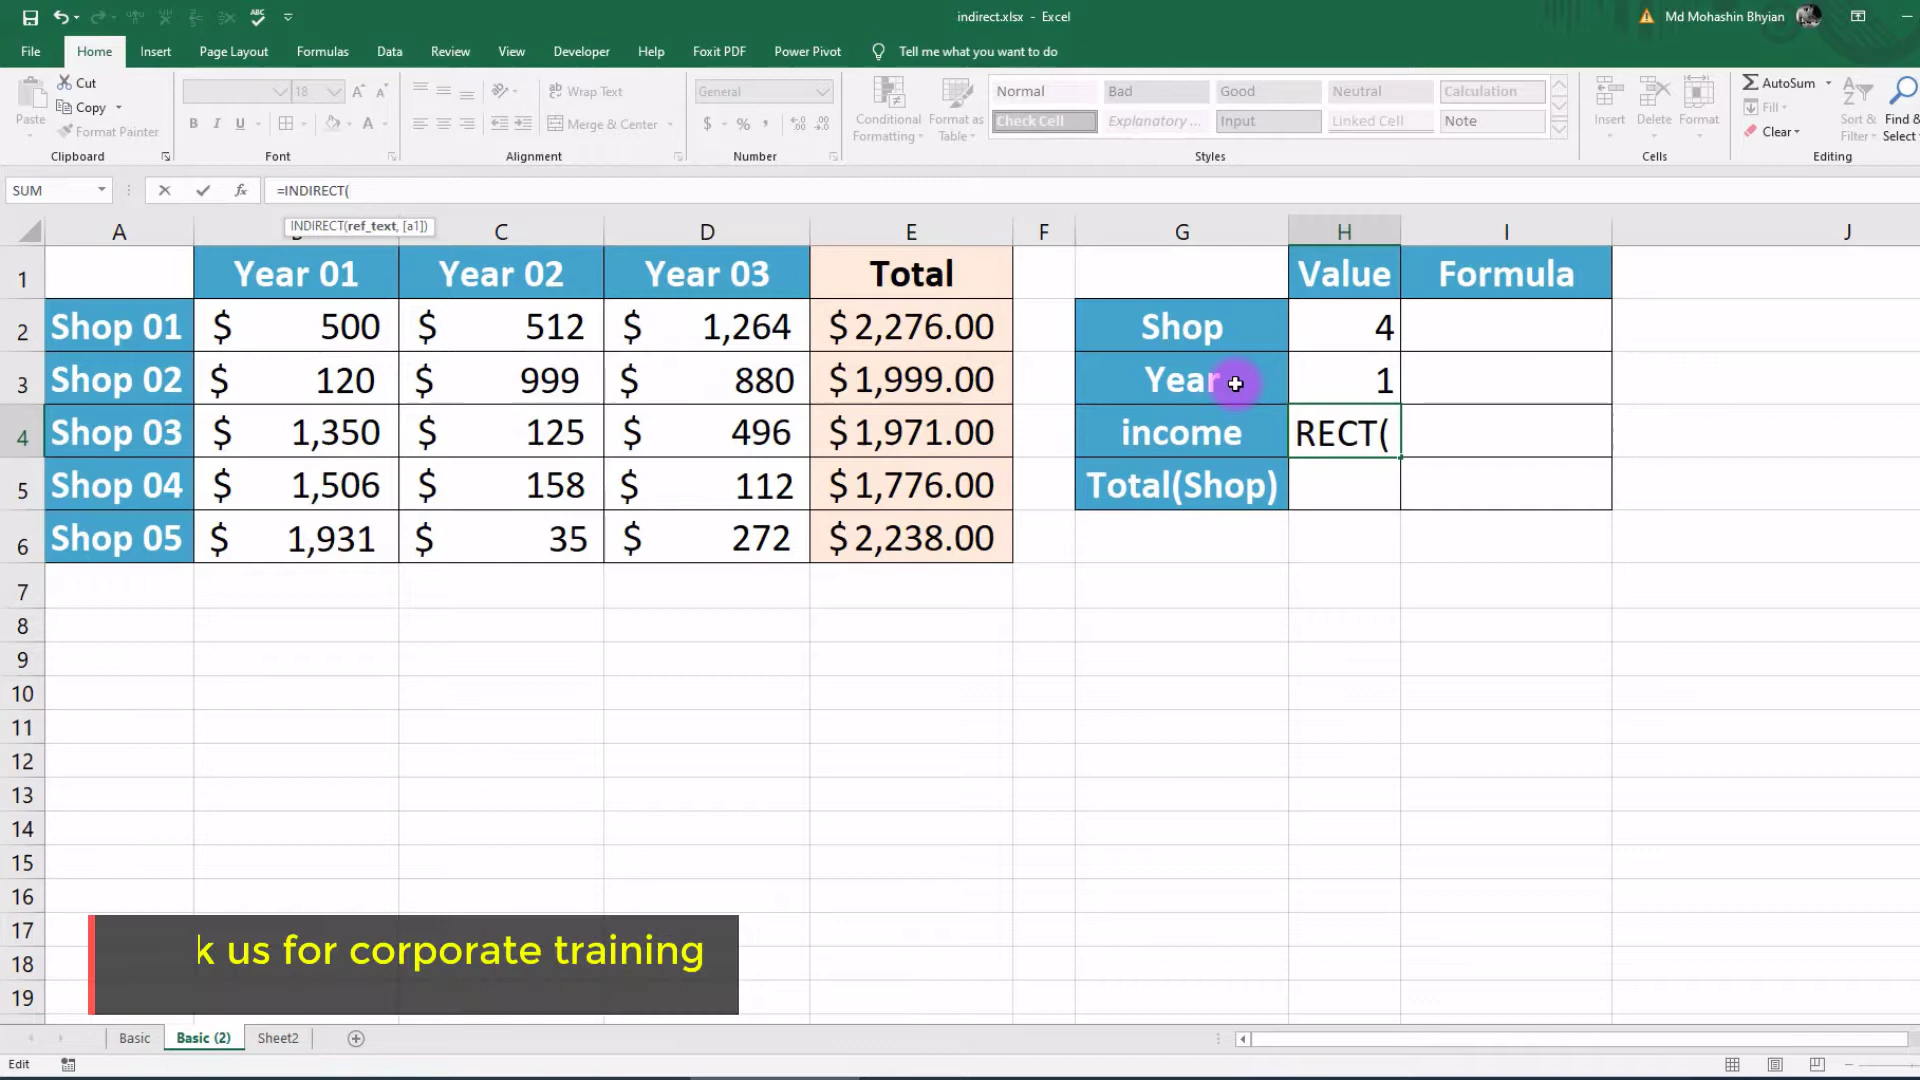 indirect.xlsx - Excel
Md Mohashin Bhyian
File Home Insert Page Layout Formulas Data Review View Developer Help Foxit PDF Power Pivot Tell me what you want to do
Paste
Cut
Copy
Format Painter
Clipboard
18
B I U
Font
Wrap Text
Merge & Center
Alignment
General
$ % ,
Number
Conditional Formatting
Format as Table
Normal Bad Good Neutral Calculation
Check Cell Explanatory ... Input Linked Cell Note
Styles
Insert Delete Format
Cells
AutoSum
Fill
Clear
Sort & Filter
Find & Select
Editing
SUM =INDIRECT(
INDIRECT(ref_text, [a1])
A C D E F G H I J
1 Year 01 Year 02 Year 03 Total Value Formula
2 Shop 01 $ 500 $ 512 $ 1,264 $ 2,276.00 Shop 4
3 Shop 02 $ 120 $ 999 $ 880 $ 1,999.00 Year 1
4 Shop 03 $ 1,350 $ 125 $ 496 $ 1,971.00 income RECT(
5 Shop 04 $ 1,506 $ 158 $ 112 $ 1,776.00 Total(Shop)
6 Shop 05 $ 1,931 $ 35 $ 272 $ 2,238.00
7
8
9
10
11
12
13
14
15
16
17
18
19
k us for corporate training
Basic Basic (2) Sheet2
Edit